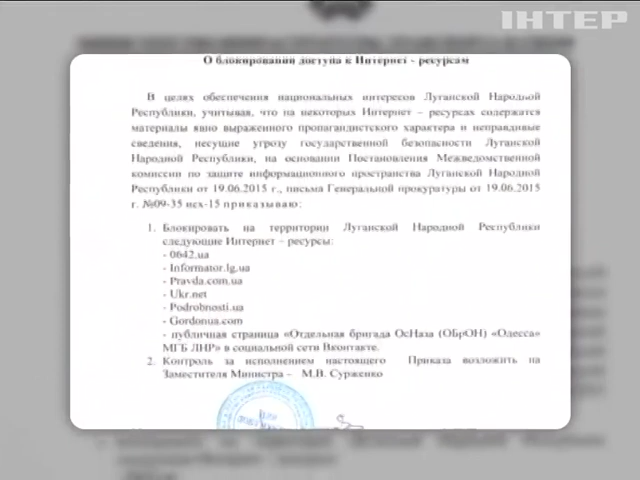 ІНТЕР
О блокировании доступа к Интернет - ресурсам
В целях обеспечения национальных интересов Луганской Народной
Республики, учитывая, что на некоторых Интернет – ресурсах содержатся
материалы явно выраженного пропагандистского характера и неправдивые
сведения, несущие угрозу государственной безопасности Луганской
Народной Республики, на основании Постановления Межведомственной
комиссии по защите информационного пространства Луганской Народной
Республики от 19.06.2015 г., письма Генеральной прокуратуры от 19.06.2015
г. №09-35 исх-15 приказываю:
1. Блокировать на территории Луганской Народной Республики
следующие Интернет – ресурсы:
- 0642.ua
- Informator.lg.ua
- Pravda.com.ua
- Ukr.net
- Podrobnosti.ua
- Gordonua.com
- публичная страница «Отдельная бригада ОсНаза (ОБрОН) «Одесса»
МГБ ЛНР» в социальной сети Вконтакте.
2. Контроль за исполнением настоящего Приказа возложить на
Заместителя Министра – М.В. Сурженко